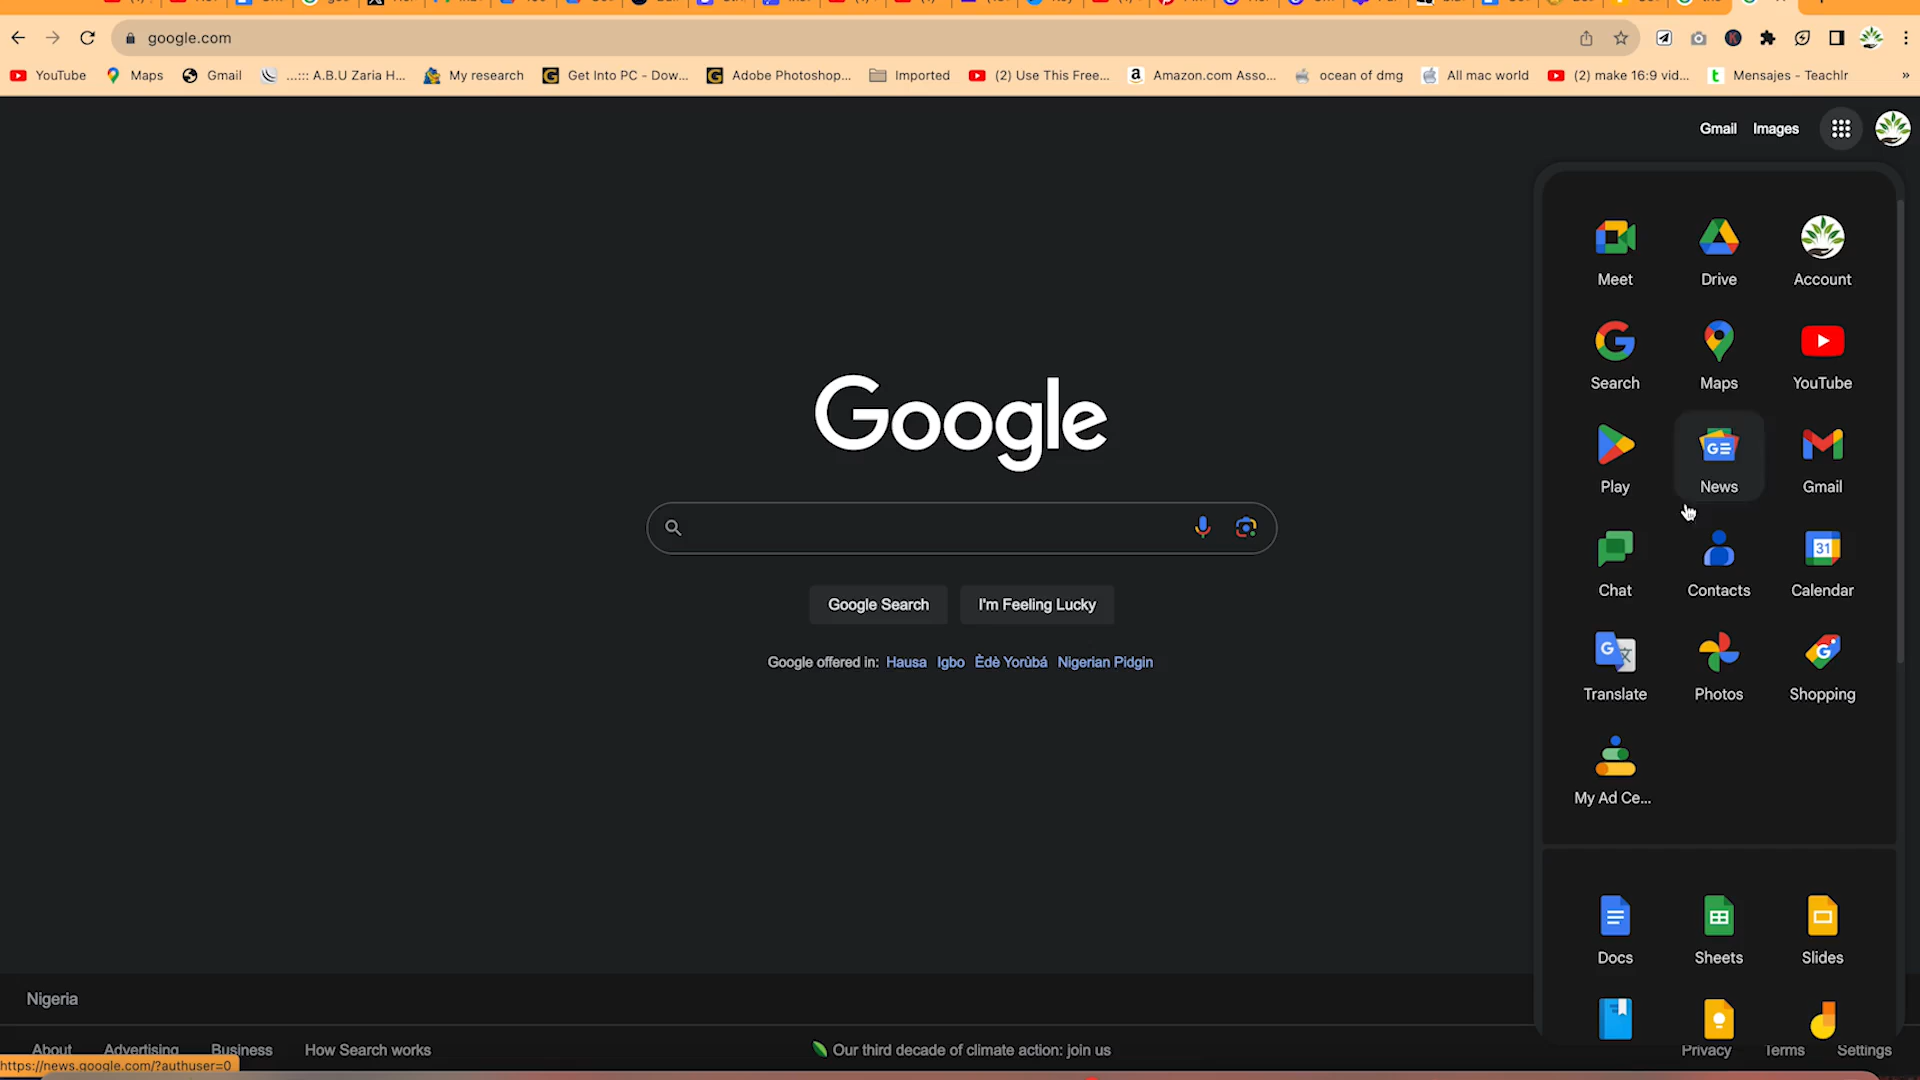 google.com
YouTube Maps Gmail ...::: A.B.U Zaria H... My research Get Into PC - Dow... Adobe Photoshop... Imported (2) Use This Free... Amazon.com Asso... ocean of dmg All mac world (2) make 16:9 vid... Mensajes - Teachlr »
Gmail Images
Meet Drive Account
Search Maps YouTube
Google
Play News Gmail
Chat Contacts Calendar
Google Search I'm Feeling Lucky
Google offered in: Hausa Igbo Èdè Yorùbá Nigerian Pidgin
Translate Photos Shopping
My Ad Ce...
Docs Sheets Slides
Nigeria
About Advertising Business How Search works Our third decade of climate action: join us Privacy Terms Settings
https://news.google.com/?authuser=0